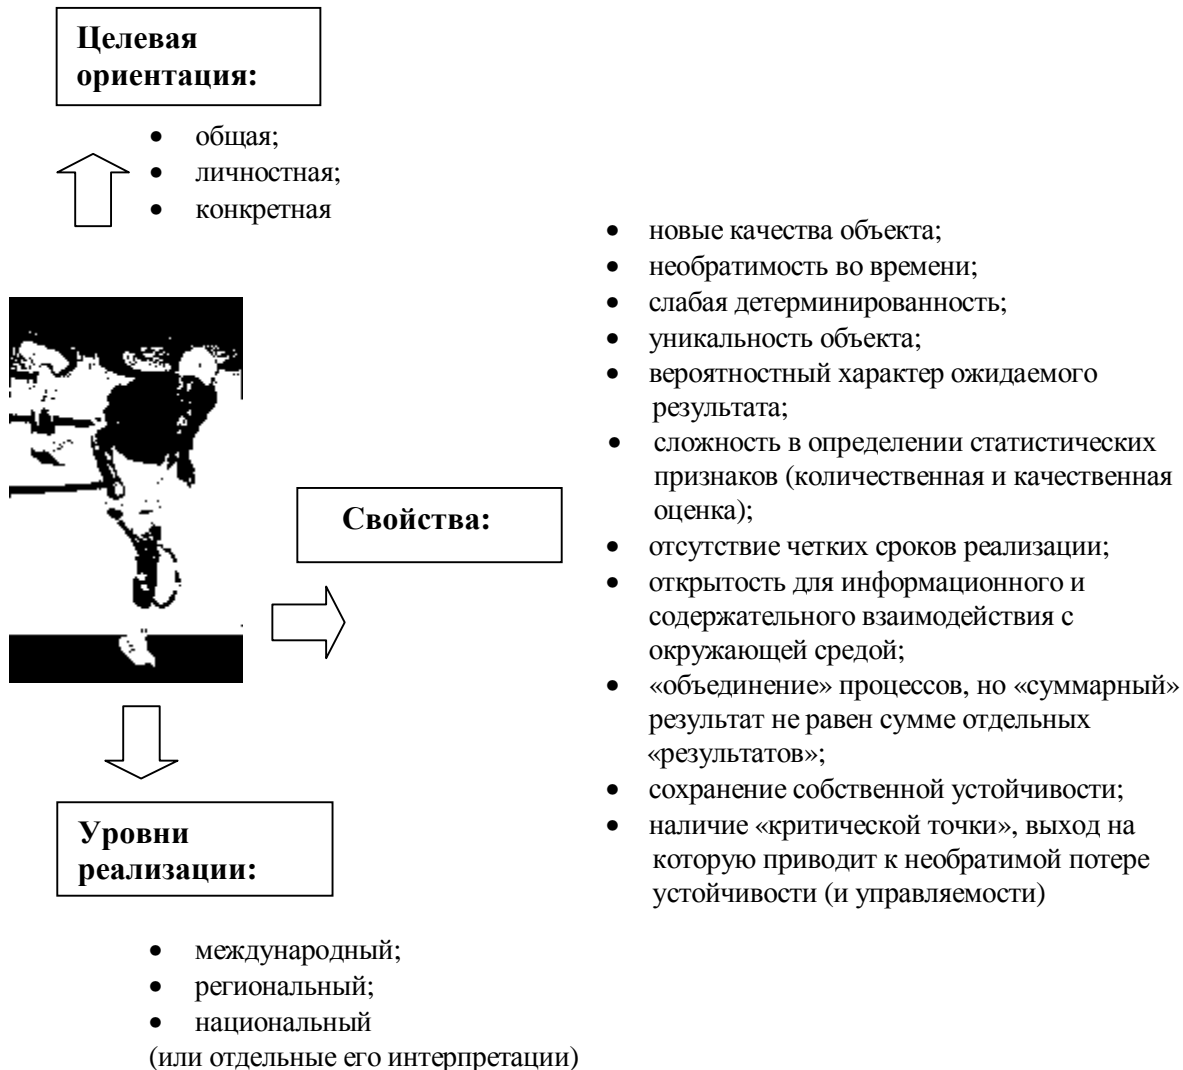 Целевая
ориентация:
• общая;
• личностная;
• конкретная
Свойства:
• новые качества объекта;
• необратимость во времени;
• слабая детерминированность;
• уникальность объекта;
• вероятностный характер ожидаемого
результата;
• сложность в определении статистических
признаков (количественная и качественная
оценка);
• отсутствие четких сроков реализации;
• открытость для информационного и
содержательного взаимодействия с
окружающей средой;
• «объединение» процессов, но «суммарный»
результат не равен сумме отдельных
«результатов»;
• сохранение собственной устойчивости;
• наличие «критической точки», выход на
которую приводит к необратимой потере
устойчивости (и управляемости)
Уровни
реализации:
• международный;
• региональный;
• национальный
(или отдельные его интерпретации)